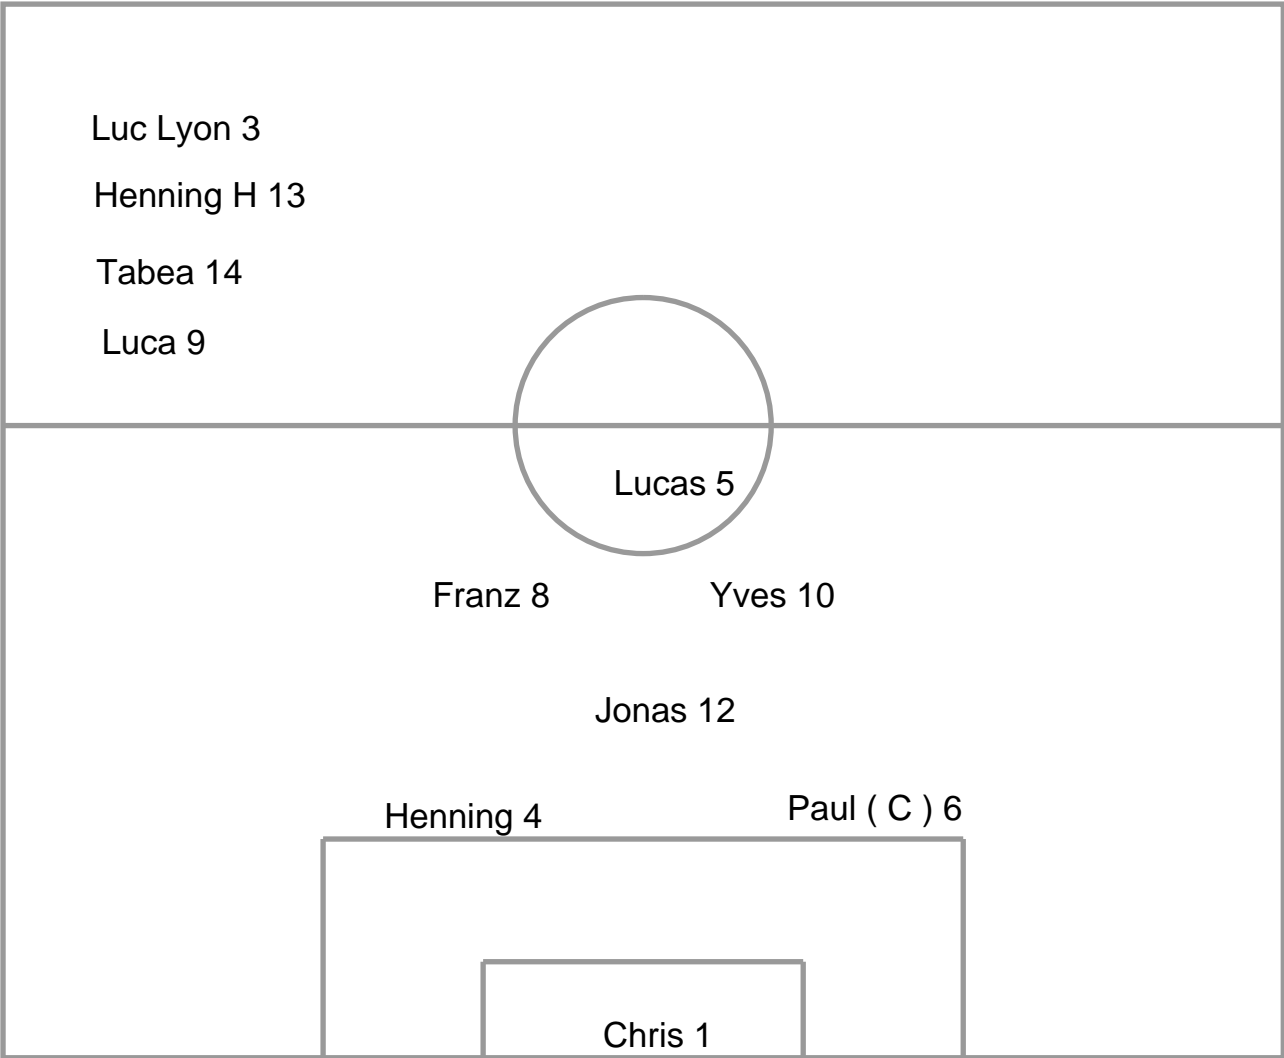 Luc Lyon 3
Henning H 13
Tabea 14
Luca 9
Lucas 5
Franz 8
Yves 10
Jonas 12
Henning 4
Paul ( C ) 6
Chris 1